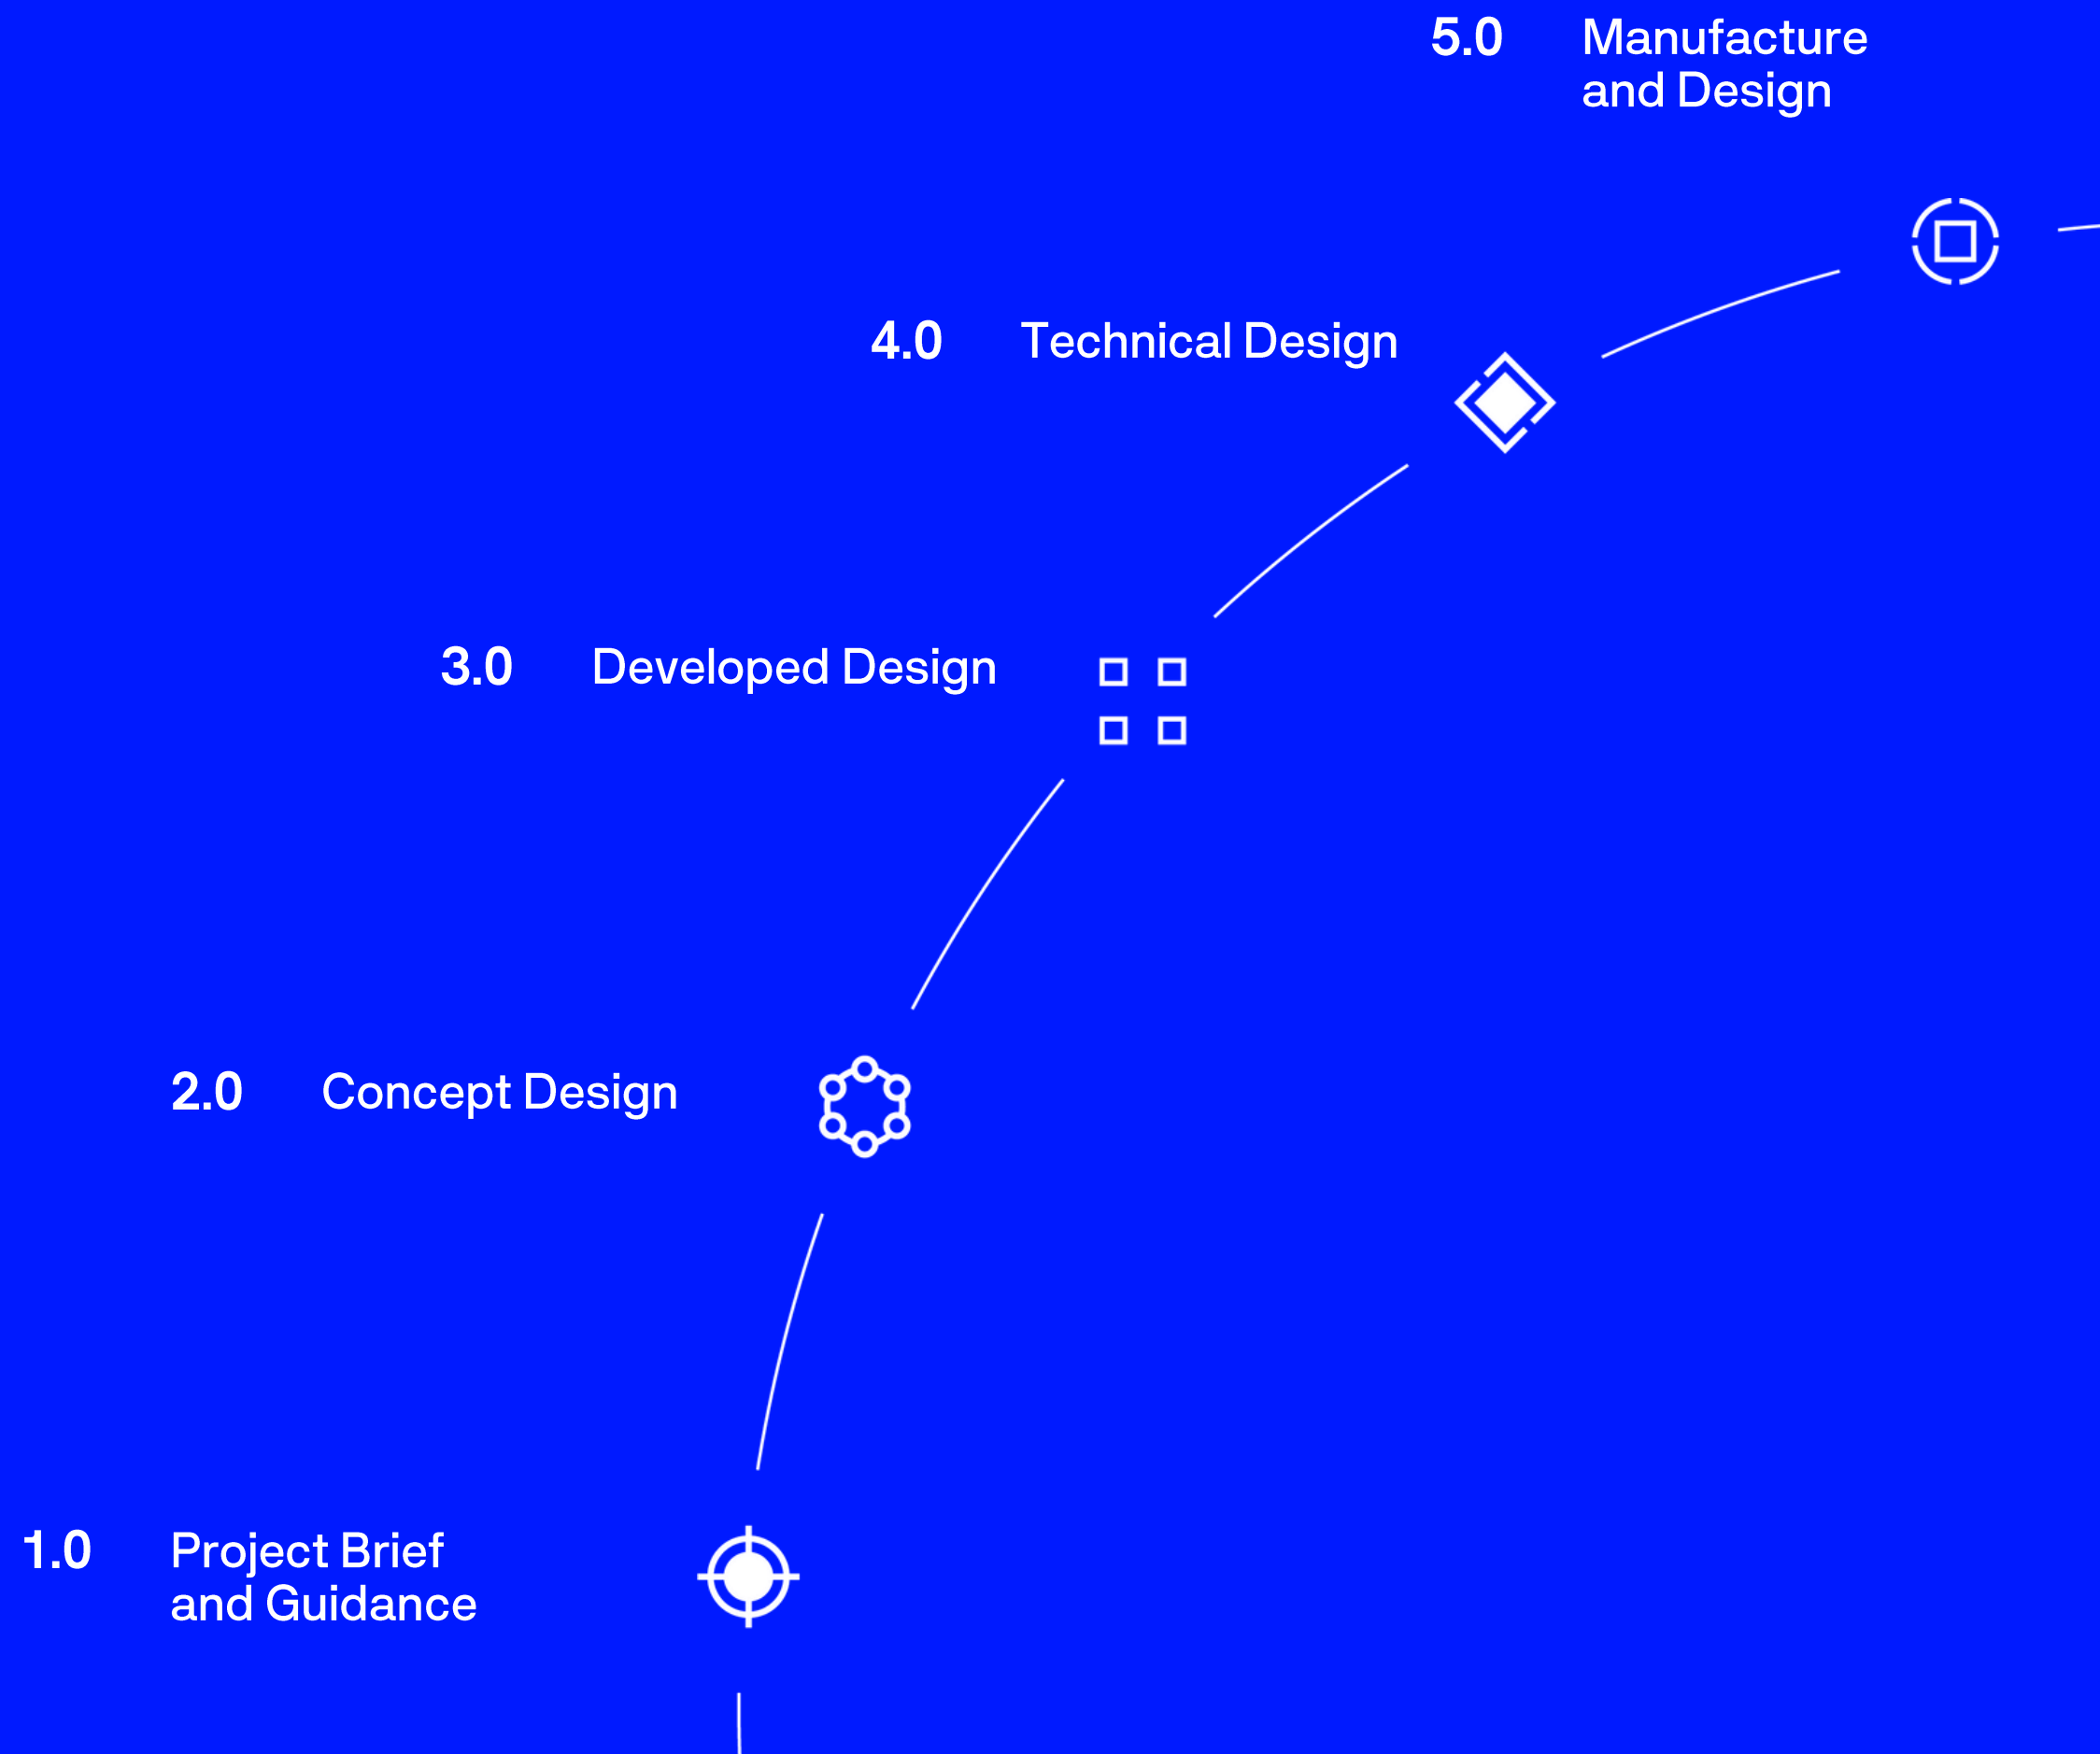 5.0 Manufacture
and Design
4.0 Technical Design
3.0 Developed Design
2.0 Concept Design
1.0 Project Brief
and Guidance